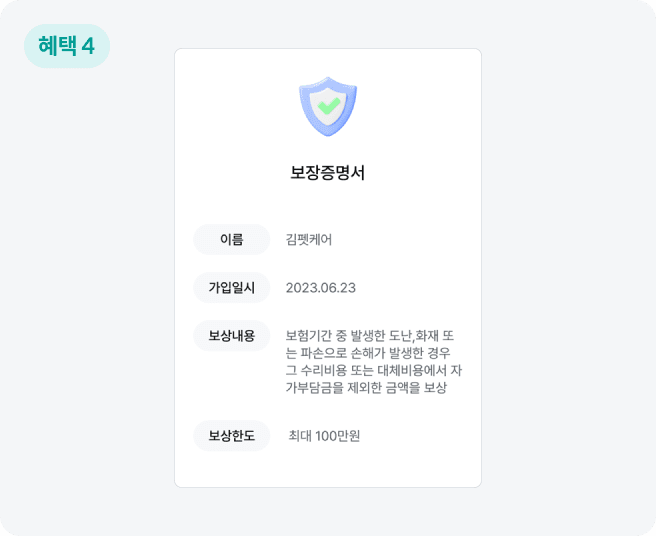 혜택 4
보장증명서
이름 김펫케어
가입일시 2023.06.23
보상내용 보험기간 중 발생한 도난,화재 또
는 파손으로 손해가 발생한 경우
그 수리비용 또는 대체비용에서 자
가부담금을 제외한 금액을 보상
보상한도 최대 100만원